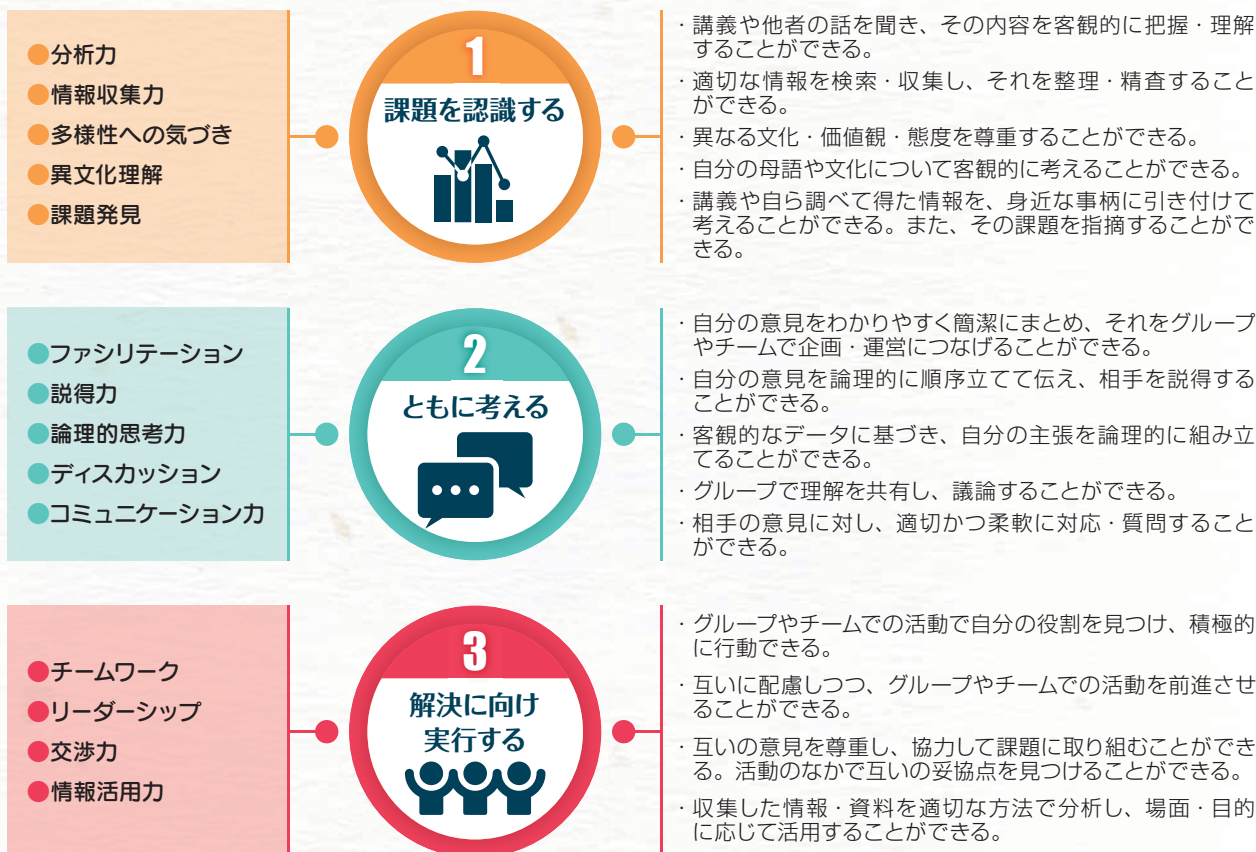 ●分析力
●情報収集力
●多様性への気づき
●異文化理解
●課題発見
1
課題を認識する
・講義や他者の話を聞き、その内容を客観的に把握・理解
することができる。
・適切な情報を検索・収集し、それを整理・精査すること
ができる。
・異なる文化・価値観・態度を尊重することができる。
・自分の母語や文化について客観的に考えることができる。
・講義や自ら調べて得た情報を、身近な事柄に引き付けて
考えることができる。また、その課題を指摘することがで
きる。
●ファシリテーション
●説得力
●論理的思考力
●ディスカッション
●コミュニケーション力
2
ともに考える
・自分の意見をわかりやすく簡潔にまとめ、それをグループ
やチームで企画・運営につなげることができる。
・自分の意見を論理的に順序立てて伝え、相手を説得する
ことができる。
・客観的なデータに基づき、自分の主張を論理的に組み立
てることができる。
・グループで理解を共有し、議論することができる。
・相手の意見に対し、適切かつ柔軟に対応・質問すること
ができる。
●チームワーク
●リーダーシップ
●交渉力
●情報活用力
3
解決に向け
実行する
・グループやチームでの活動で自分の役割を見つけ、積極的
に行動できる。
・互いに配慮しつつ、グループやチームでの活動を前進させ
ることができる。
・互いの意見を尊重し、協力して課題に取り組むことができ
る。活動のなかで互いの妥協点を見つけることができる。
・収集した情報・資料を適切な方法で分析し、場面・目的
に応じて活用することができる。